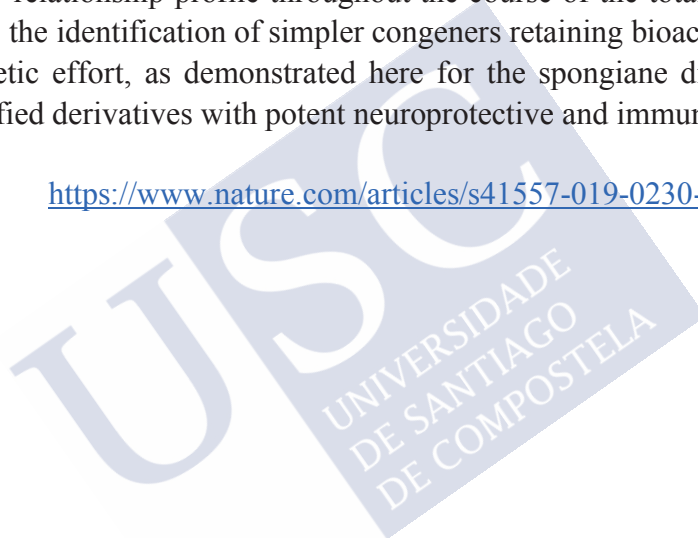 relationship profile throughout the course of the total
the identification of simpler congeners retaining bioac
etic effort, as demonstrated here for the spongiane d
fied derivatives with potent neuroprotective and immun
https://www.nature.com/articles/s41557-019-0230-
USC
UNIVERSIDADE
DE SANTIAGO
DE COMPOSTELA